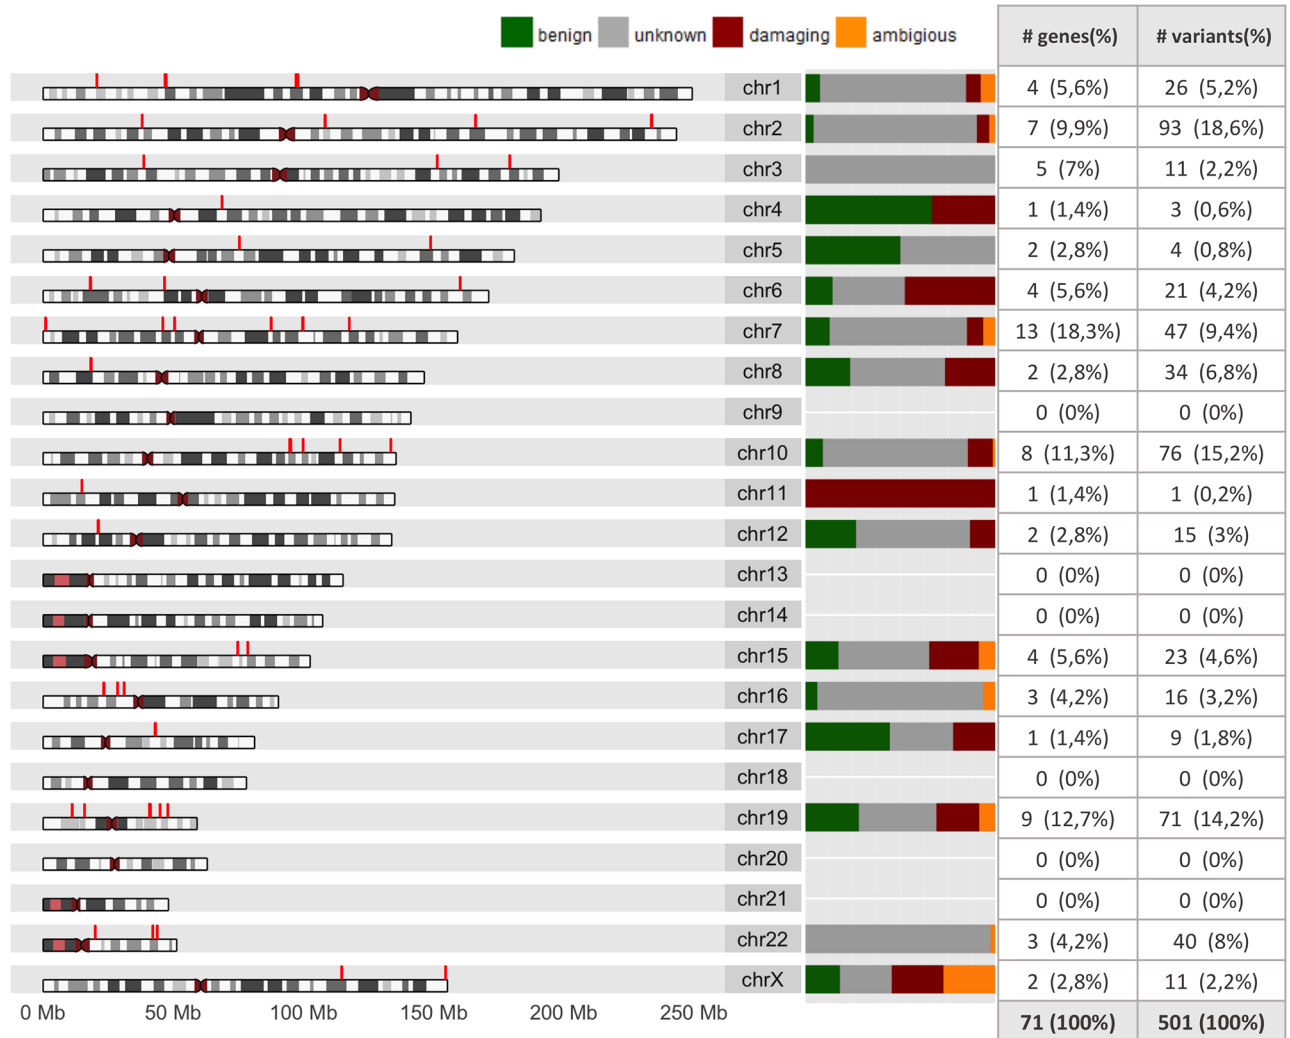 benign unknown damaging ambigious # genes(%) # variants(%)
chr1 4 (5,6%) 26 (5,2%)
chr2 7 (9,9%) 93 (18,6%)
chr3 5 (7%) 11 (2,2%)
chr4 1 (1,4%) 3 (0,6%)
chr5 2 (2,8%) 4 (0,8%)
chr6 4 (5,6%) 21 (4,2%)
chr7 13 (18,3%) 47 (9,4%)
chr8 2 (2,8%) 34 (6,8%)
chr9 0 (0%) 0 (0%)
chr10 8 (11,3%) 76 (15,2%)
chr11 1 (1,4%) 1 (0,2%)
chr12 2 (2,8%) 15 (3%)
chr13 0 (0%) 0 (0%)
chr14 0 (0%) 0 (0%)
chr15 4 (5,6%) 23 (4,6%)
chr16 3 (4,2%) 16 (3,2%)
chr17 1 (1,4%) 9 (1,8%)
chr18 0 (0%) 0 (0%)
chr19 9 (12,7%) 71 (14,2%)
chr20 0 (0%) 0 (0%)
chr21 0 (0%) 0 (0%)
chr22 3 (4,2%) 40 (8%)
chrX 2 (2,8%) 11 (2,2%)
0 Mb 50 Mb 100 Mb 150 Mb 200 Mb 250 Mb 71 (100%) 501 (100%)